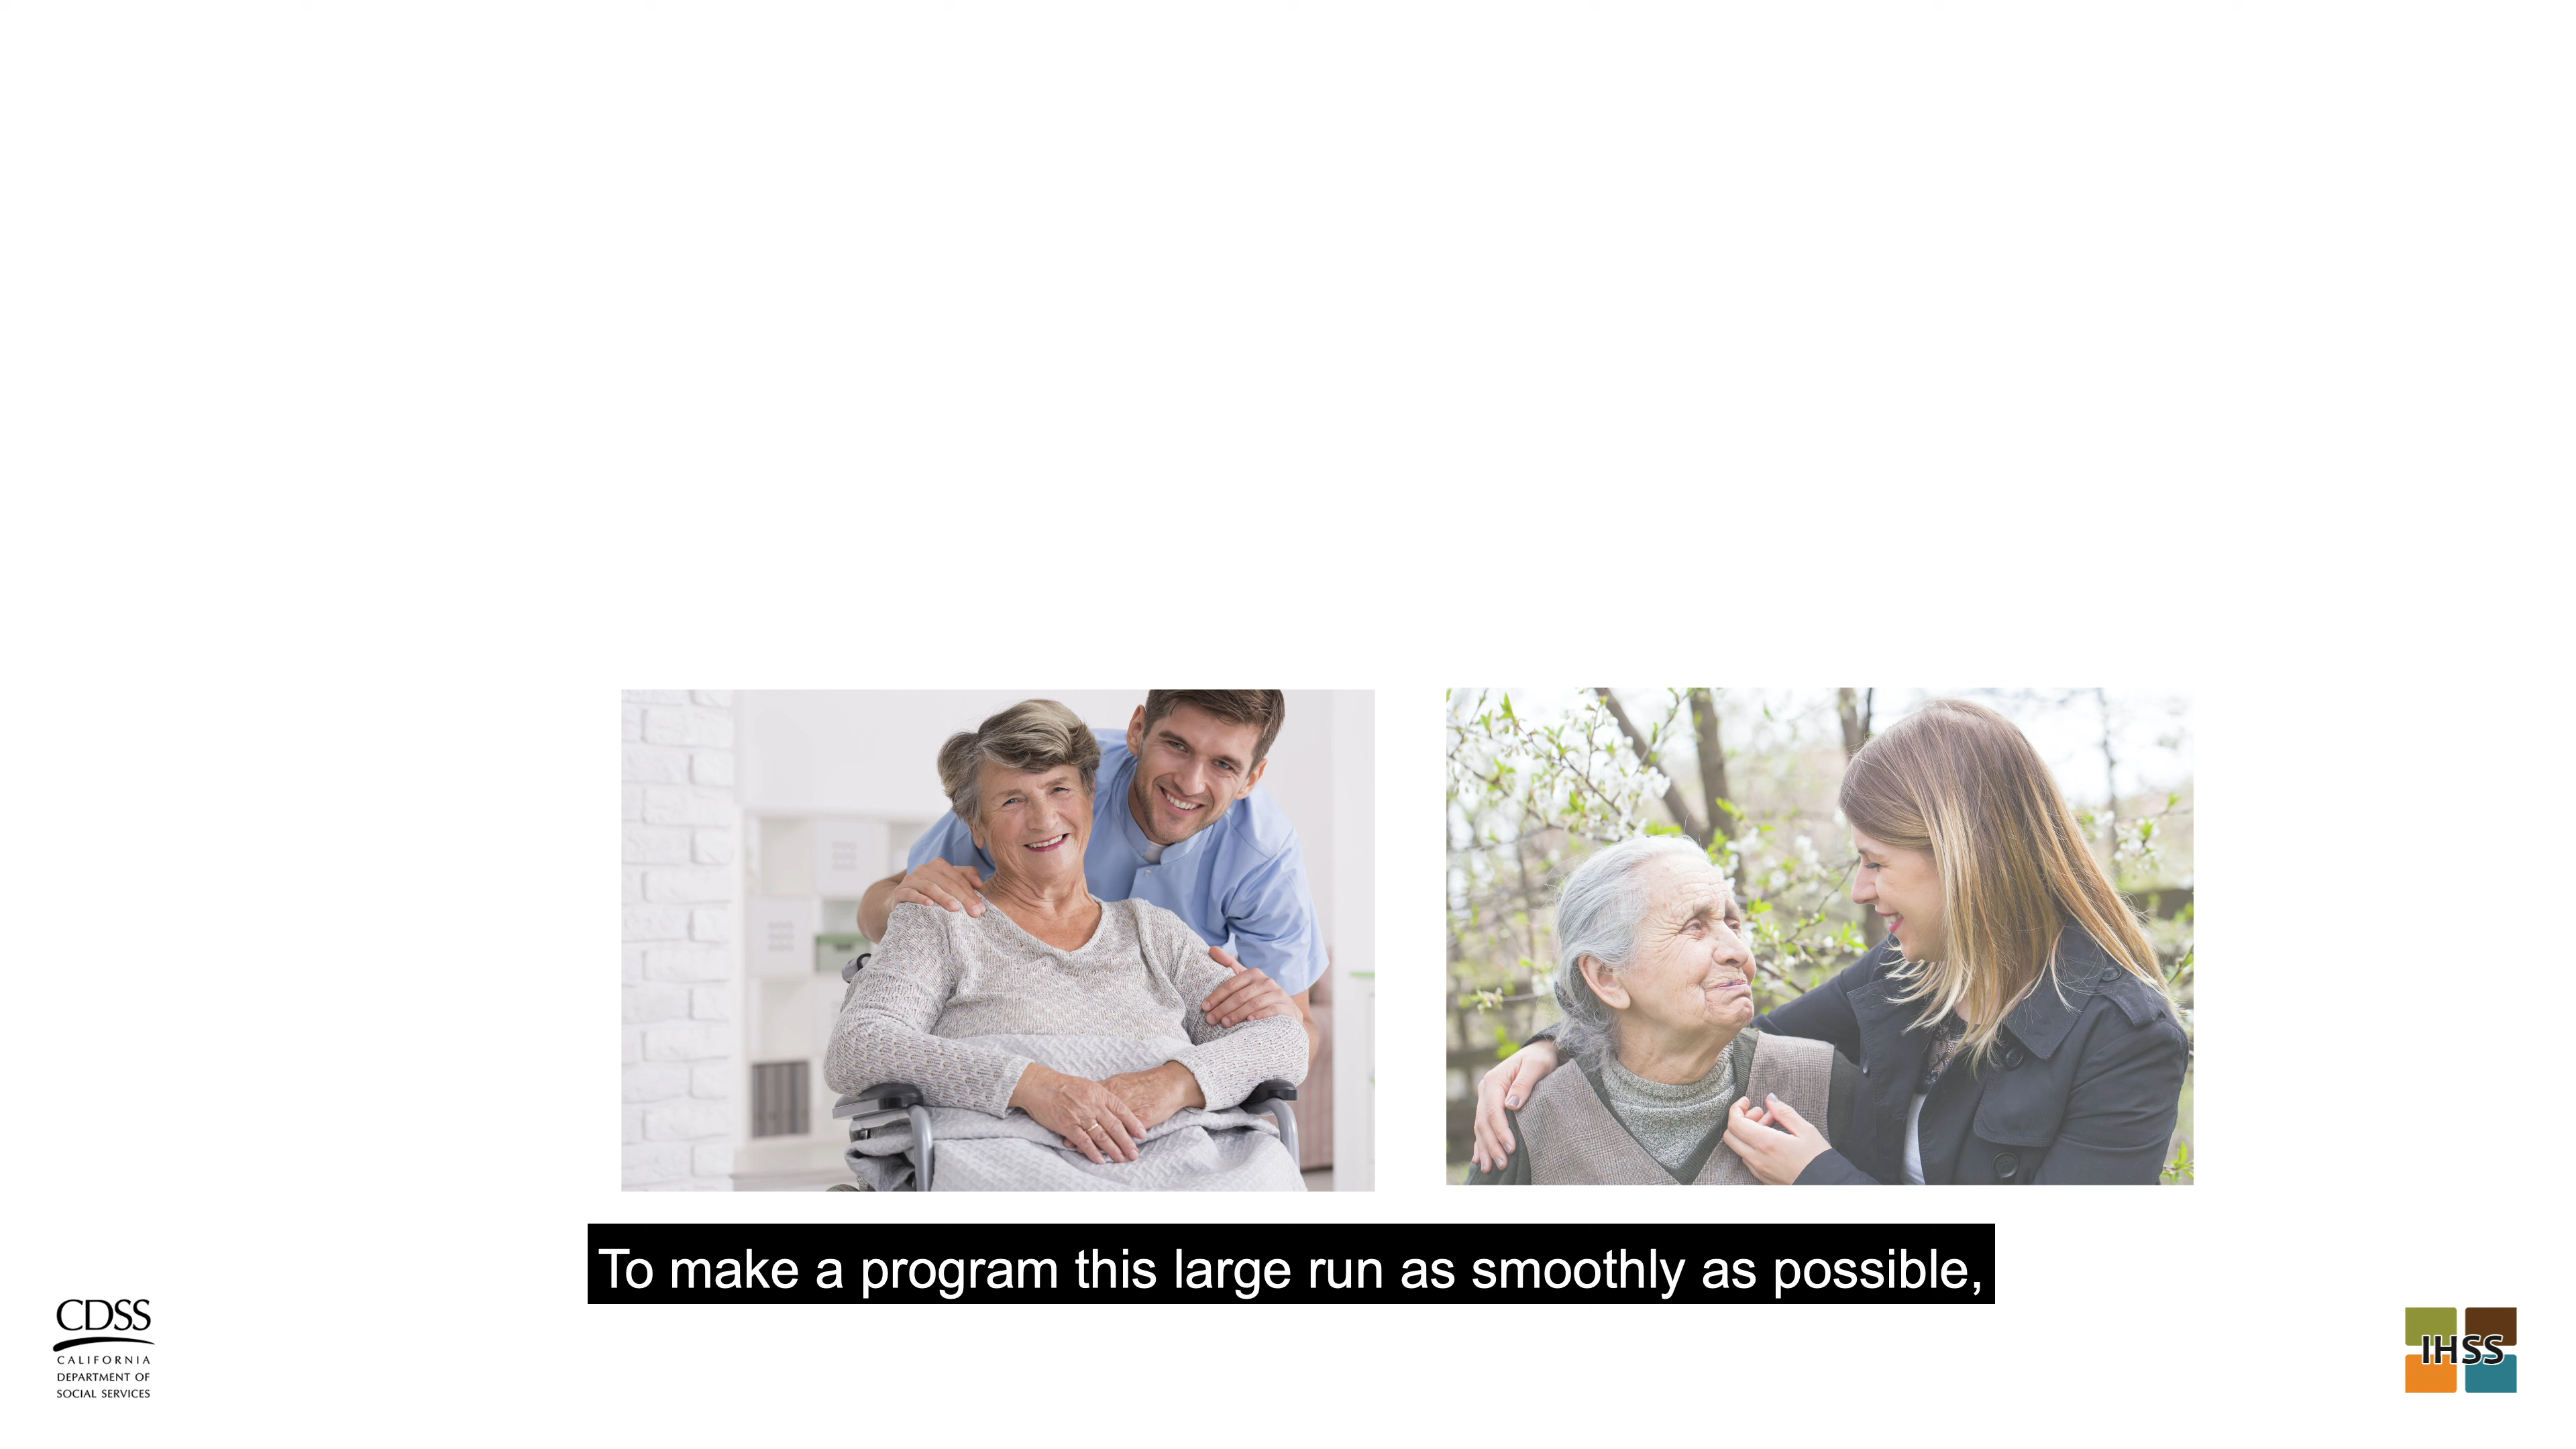 To make a program this large run as smoothly as possible,
CDSS
CALIFORNIA
DEPARTMENT OF
SOCIAL SERVICES
IHSS